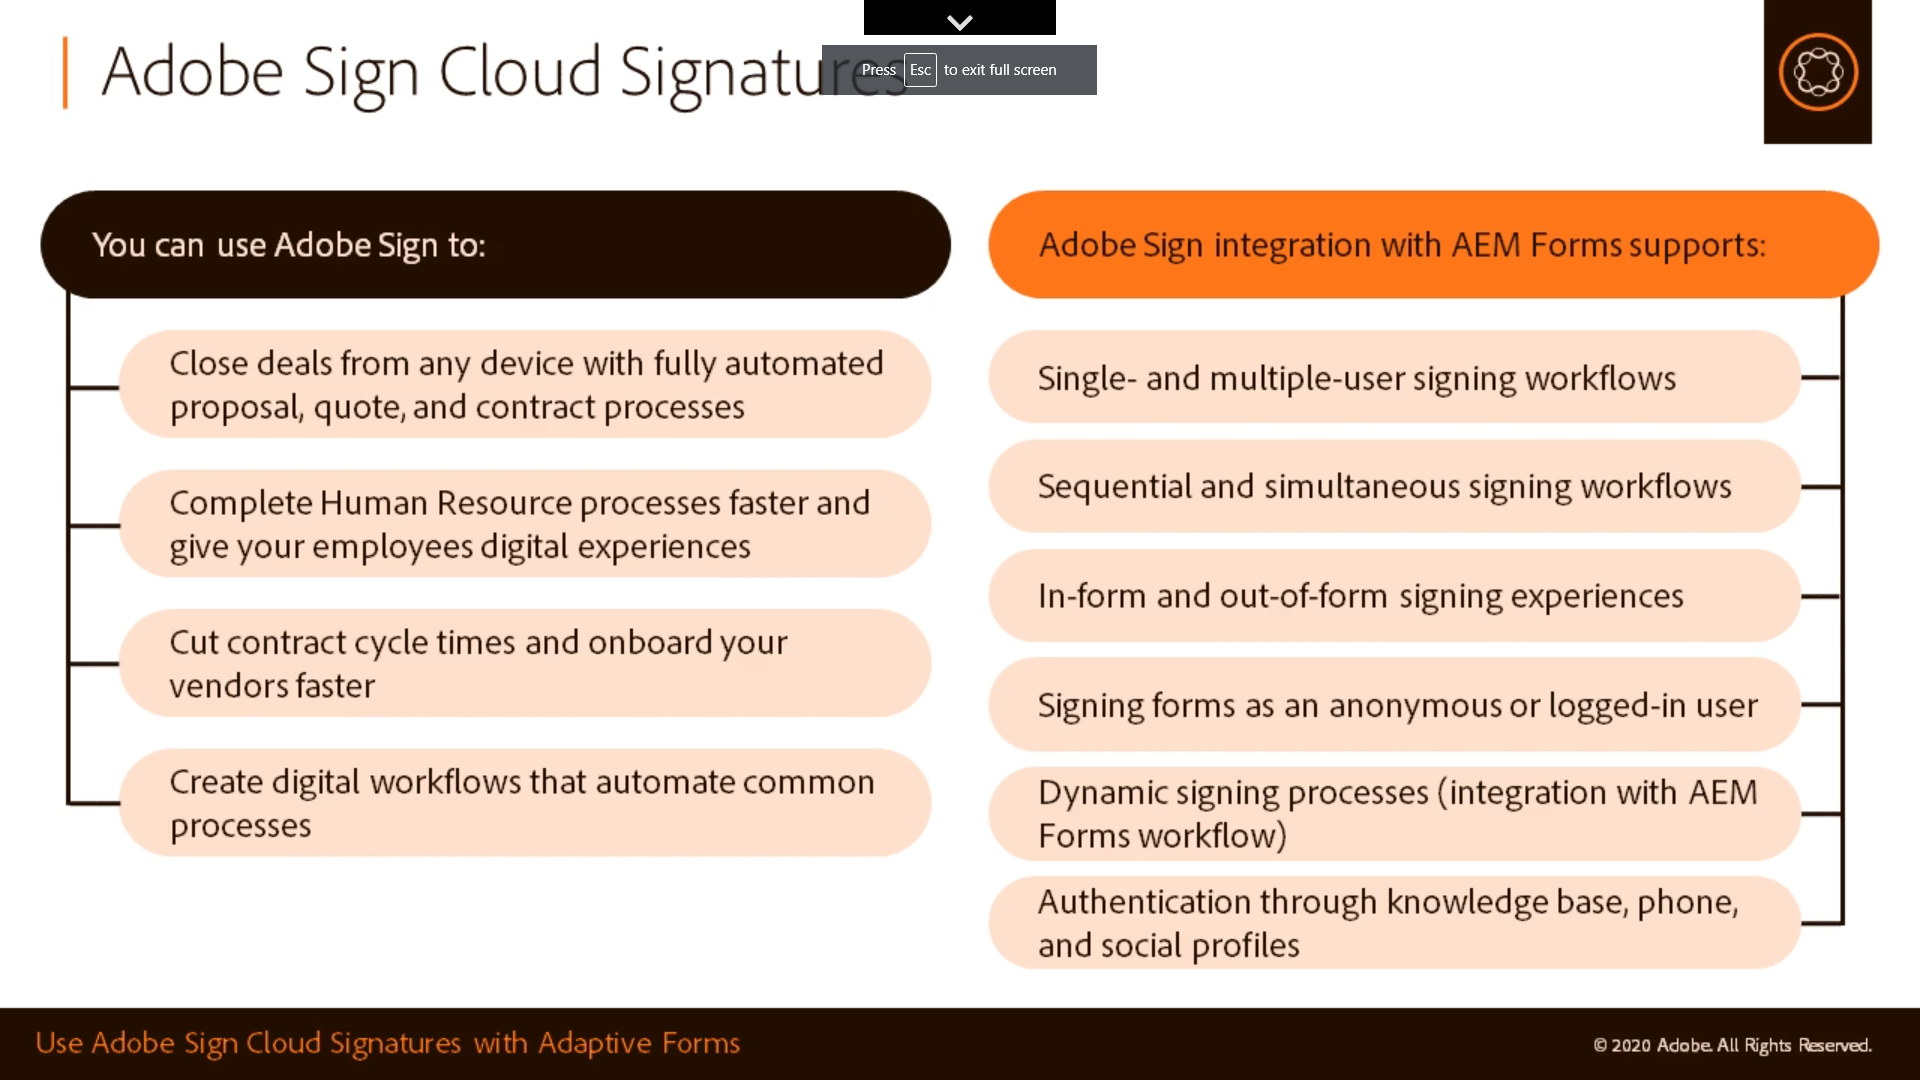 Adobe Sign Cloud Signatures
Press Esc to exit full screen
You can use Adobe Sign to:
Close deals from any device with fully automated
proposal, quote, and contract processes
Complete Human Resource processes faster and
give your employees digital experiences
Cut contract cycle times and onboard your
vendors faster
Create digital workflows that automate common
processes
Adobe Sign integration with AEM Forms supports:
Single- and multiple-user signing workflows
Sequential and simultaneous signing workflows
In-form and out-of-form signing experiences
Signing forms as an anonymous or logged-in user
Dynamic signing processes (integration with AEM
Forms workflow)
Authentication through knowledge base, phone,
and social profiles
Use Adobe Sign Cloud Signatures with Adaptive Forms
© 2020 Adobe. All Rights Reserved.